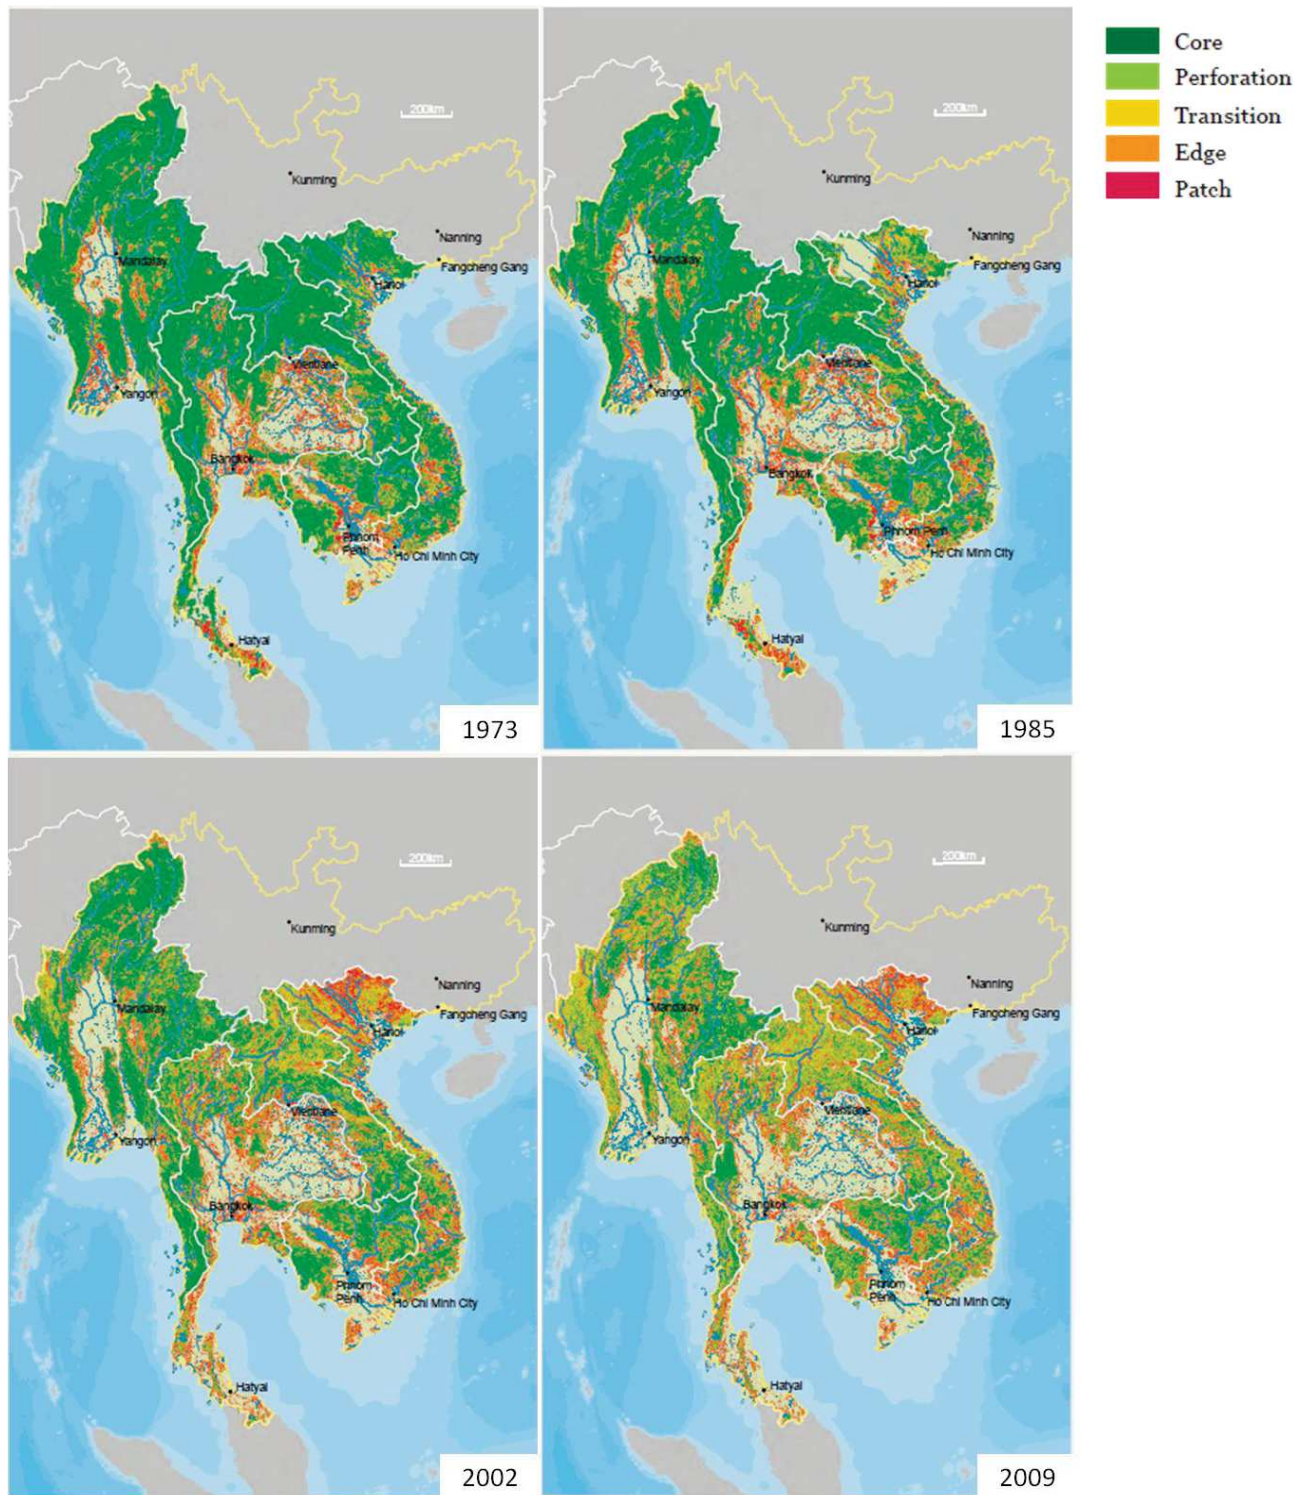 Core
Perforation
Transition
Edge
Patch
200km
Kunming
Nanning
Fangcheng Gang
Mandalay
Hanoi
Vientiane
Yangon
Bangkok
Phnom
Penh
Ho Chi Minh City
Hatyai
1973
200km
Kunming
Nanning
Fangcheng Gang
Mandalay
Hanoi
Vientiane
Yangon
Bangkok
Phnom Penh
Ho Chi Minh City
Hatyai
1985
200km
Kunming
Nanning
Fangcheng Gang
Mandalay
Hanoi
Vientiane
Yangon
Bangkok
Phnom
Penh
Ho Chi Minh City
Hatyai
2002
200km
Kunming
Nanning
Fangcheng Gang
Mandalay
Hanoi
Vientiane
Yangon
Bangkok
Phnom
Penh
Ho Chi Minh City
Hatyai
2009